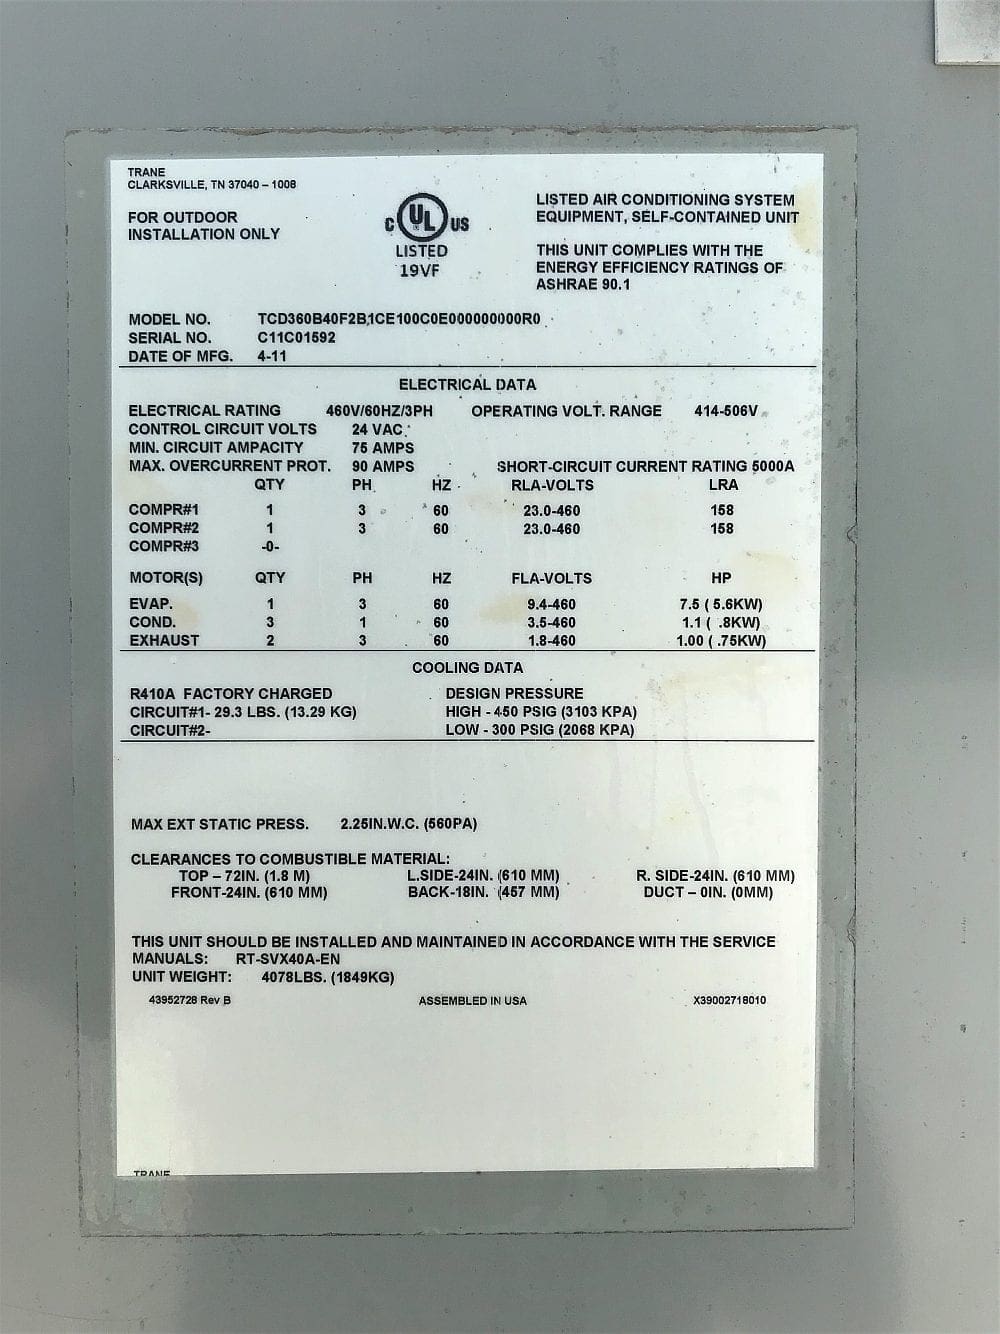 TRANE
CLARKSVILLE, TN 37040 – 1008
FOR OUTDOOR
INSTALLATION ONLY
C UL US
LISTED
19VF
LISTED AIR CONDITIONING SYSTEM
EQUIPMENT, SELF-CONTAINED UNIT
THIS UNIT COMPLIES WITH THE
ENERGY EFFICIENCY RATINGS OF
ASHRAE 90.1
MODEL NO. TCD360B40F2B1CE100C0E000000000R0
SERIAL NO. C11C01592
DATE OF MFG. 4-11
ELECTRICAL DATA
ELECTRICAL RATING 460V/60HZ/3PH OPERATING VOLT. RANGE 414-506V
CONTROL CIRCUIT VOLTS 24 VAC
MIN. CIRCUIT AMPACITY 75 AMPS
MAX. OVERCURRENT PROT. 90 AMPS SHORT-CIRCUIT CURRENT RATING 5000A
QTY PH HZ RLA-VOLTS LRA
COMPR#1 1 3 60 23.0-460 158
COMPR#2 1 3 60 23.0-460 158
COMPR#3 -0-
MOTOR(S) QTY PH HZ FLA-VOLTS HP
EVAP. 1 3 60 9.4-460 7.5 ( 5.6KW)
COND. 3 1 60 3.5-460 1.1 ( .8KW)
EXHAUST 2 3 60 1.8-460 1.00 ( .75KW)
COOLING DATA
R410A FACTORY CHARGED DESIGN PRESSURE
CIRCUIT#1- 29.3 LBS. (13.29 KG) HIGH - 450 PSIG (3103 KPA)
CIRCUIT#2- LOW - 300 PSIG (2068 KPA)
MAX EXT STATIC PRESS. 2.25IN.W.C. (560PA)
CLEARANCES TO COMBUSTIBLE MATERIAL:
TOP – 72IN. (1.8 M) L.SIDE-24IN. (610 MM) R. SIDE-24IN. (610 MM)
FRONT-24IN. (610 MM) BACK-18IN. (457 MM) DUCT – 0IN. (0MM)
THIS UNIT SHOULD BE INSTALLED AND MAINTAINED IN ACCORDANCE WITH THE SERVICE
MANUALS: RT-SVX40A-EN
UNIT WEIGHT: 4078LBS. (1849KG)
43952728 Rev B ASSEMBLED IN USA X39002718010
TRANE